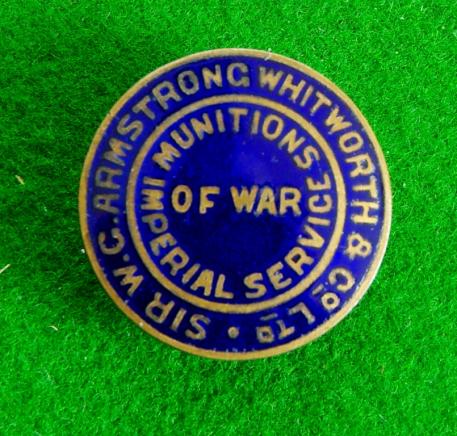 SIR W. G. ARMSTRONG WHITWORTH & Co LTD
MUNITIONS
OF WAR
IMPERIAL SERVICE